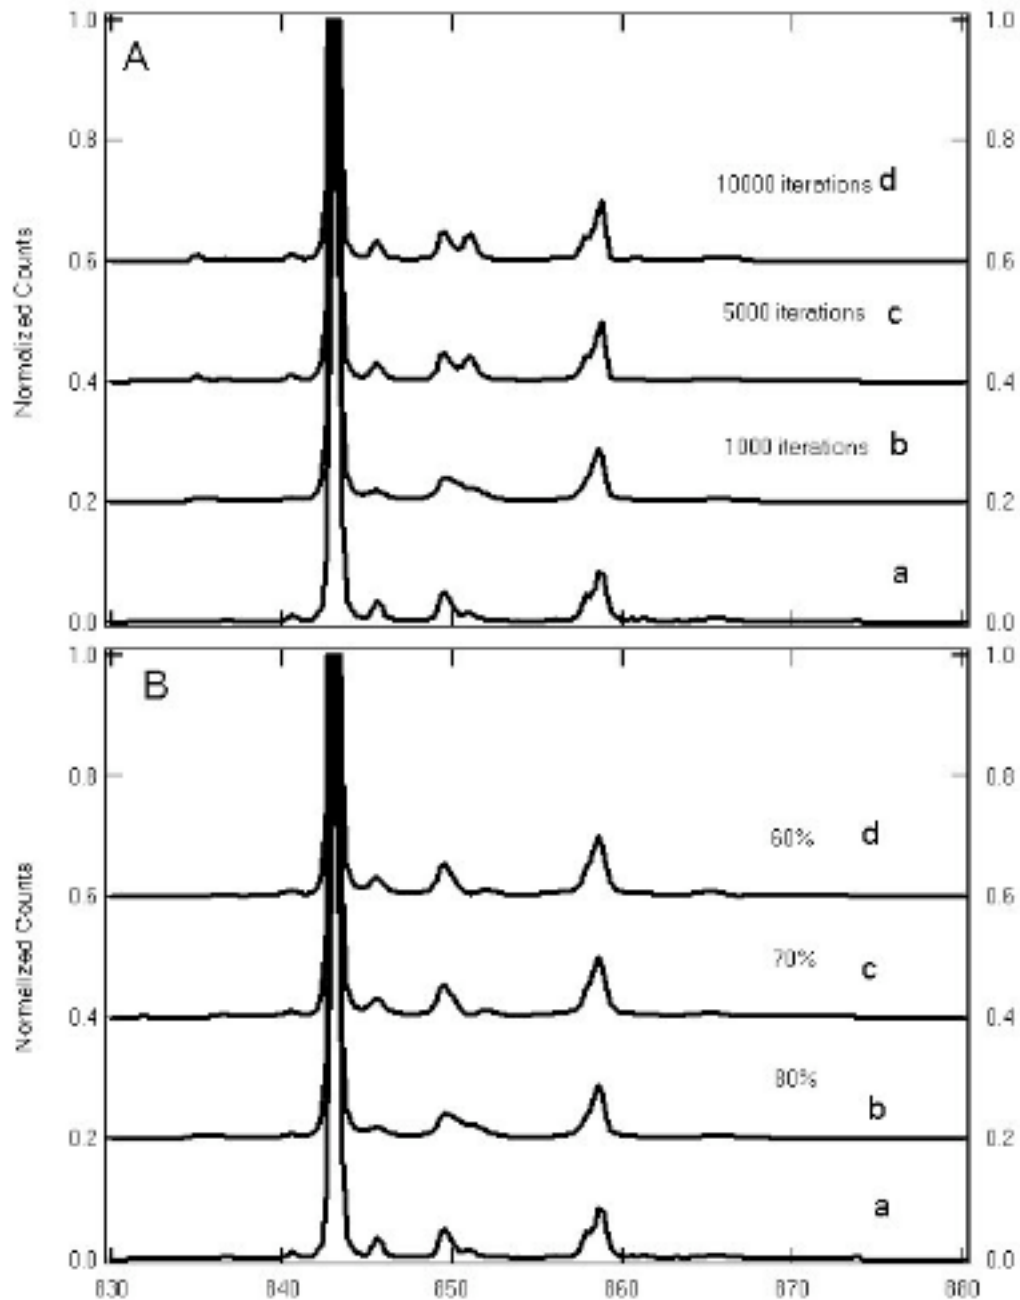 1.0 1.0
A
0.8 0.8
10000 iterations d
0.6 0.6
5000 iterations c
0.4 0.4
1000 iterations b
0.2 0.2
a
0.0 0.0
Normalized Counts
1.0 1.0
B
0.8 0.8
60% d
0.6 0.6
70% c
0.4 0.4
80%
b
0.2 0.2
a
0.0 0.0
Normalized Counts
830 840 850 860 870 880